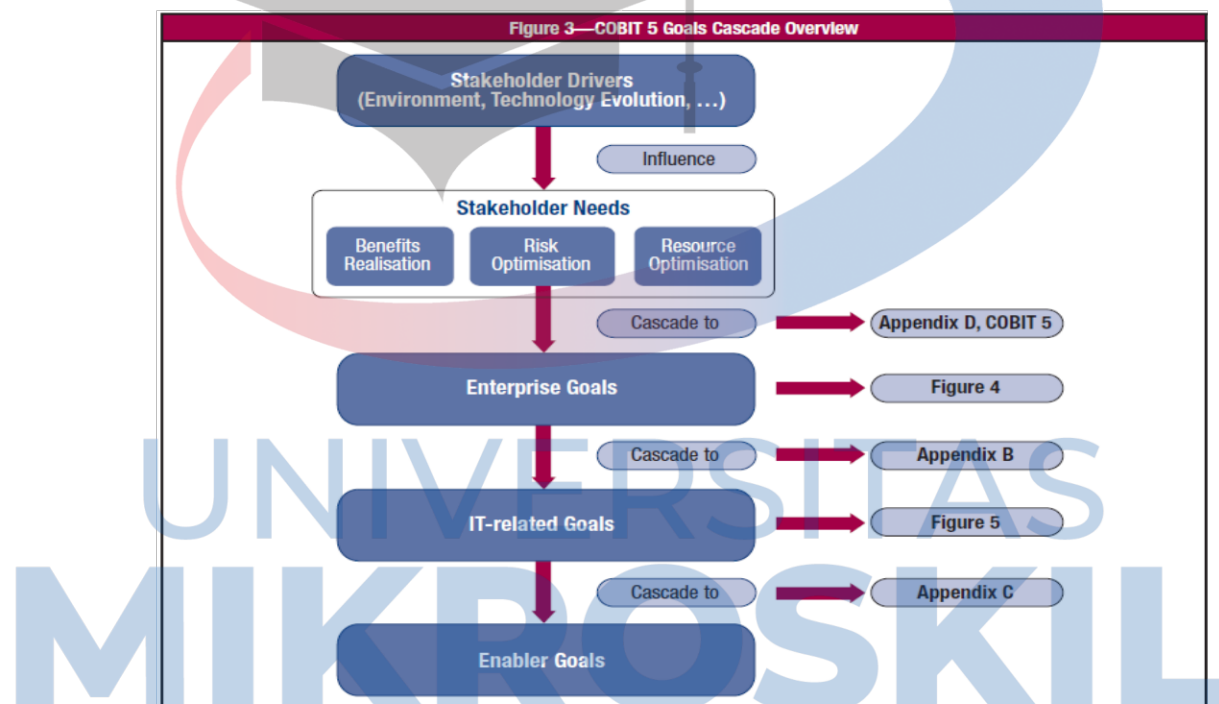 Figure 3—COBIT 5 Goals Cascade Overview
Stakeholder Drivers
(Environment, Technology Evolution, …)
Influence
Stakeholder Needs
Benefits
Realisation
Risk
Optimisation
Resource
Optimisation
Cascade to
Appendix D, COBIT 5
Enterprise Goals
Figure 4
Cascade to
Appendix B
IT-related Goals
Figure 5
Cascade to
Appendix C
Enabler Goals
UNIVERSITAS
MIKROSKIL